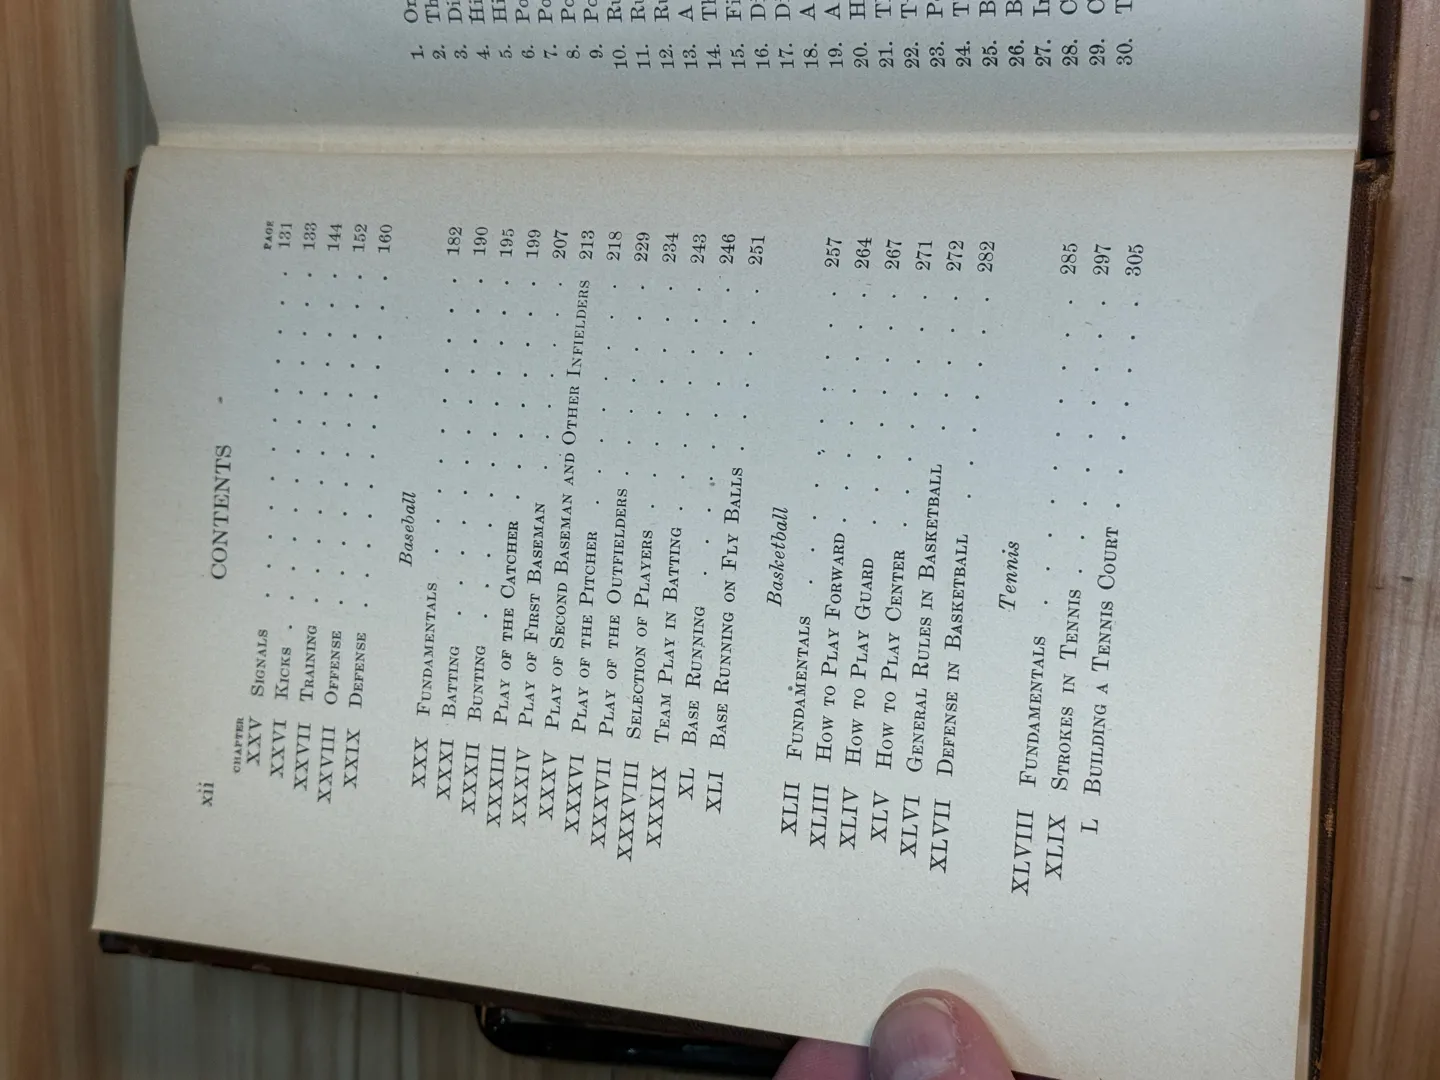 xii CONTENTS
CHAPTER PAGE
XXV SIGNALS . . . . . . . . . . 131
XXVI KICKS . . . . . . . . . . 133
XXVII TRAINING . . . . . . . . . 144
XXVIII OFFENSE . . . . . . . . . 152
XXIX DEFENSE . . . . . . . . . 160
Baseball
XXX FUNDAMENTALS . . . . . . . . 182
XXXI BATTING . . . . . . . . . 190
XXXII BUNTING . . . . . . . . . 195
XXXIII PLAY OF THE CATCHER . . . . . . 199
XXXIV PLAY OF FIRST BASEMAN . . . . . . 207
XXXV PLAY OF SECOND BASEMAN AND OTHER INFIELDERS 213
XXXVI PLAY OF THE PITCHER . . . . . . 218
XXXVII PLAY OF THE OUTFIELDERS . . . . . 229
XXXVIII SELECTION OF PLAYERS . . . . . . 234
XXXIX TEAM PLAY IN BATTING . . . . . . 243
XL BASE RUNNING . . . . . . . . 246
XLI BASE RUNNING ON FLY BALLS . . . . . 251
Basketball
XLII FUNDAMENTALS . . . . . . . . 257
XLIII HOW TO PLAY FORWARD . . . . . . 264
XLIV HOW TO PLAY GUARD . . . . . . 267
XLV HOW TO PLAY CENTER . . . . . . 271
XLVI GENERAL RULES IN BASKETBALL . . . . 272
XLVII DEFENSE IN BASKETBALL . . . . . . 282
Tennis
XLVIII FUNDAMENTALS . . . . . . . . 285
XLIX STROKES IN TENNIS . . . . . . . 297
L BUILDING A TENNIS COURT . . . . . 305
1.
2.
3.
4.
5.
6.
7.
8.
9.
10.
11.
12.
13. A
14.
15.
16.
17.
18. A
19. A
20.
21.
22.
23.
24.
25.
26.
27.
28.
29.
30.